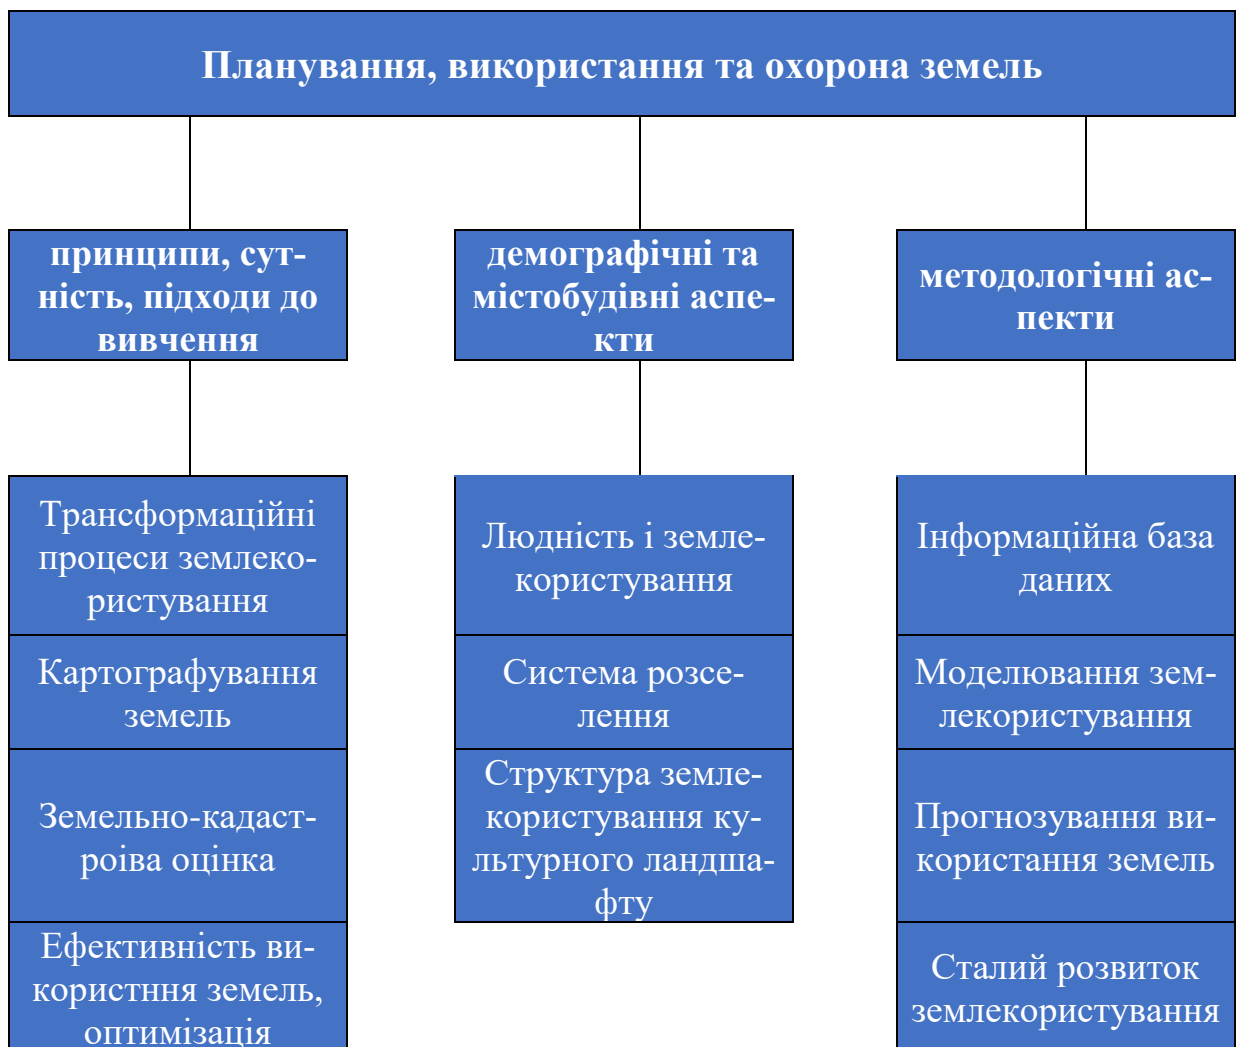 Планування, використання та охорона земель
принципи, сут-
ність, підходи до
вивчення
демографічні та
містобудівні аспе-
кти
методологічні ас-
пекти
Трансформаційні
процеси землеко-
ристування
Картографування
земель
Земельно-кадаст-
роіва оцінка
Ефективність ви-
користння земель,
оптимізація
Людність і земле-
користування
Система розсе-
лення
Структура земле-
користування ку-
льтурного ландша-
фту
Інформаційна база
даних
Моделювання зем-
лекористування
Прогнозування ви-
користання земель
Сталий розвиток
землекористування